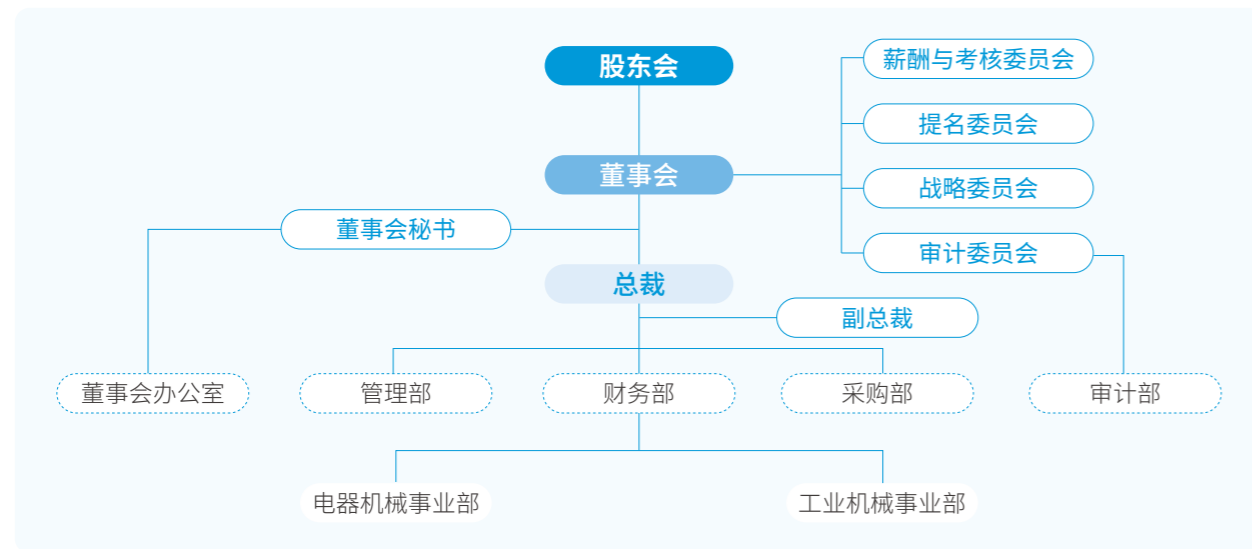 股东会
薪酬与考核委员会
提名委员会
董事会
战略委员会
董事会秘书
审计委员会
总裁
副总裁
董事会办公室
管理部
财务部
采购部
审计部
电器机械事业部
工业机械事业部